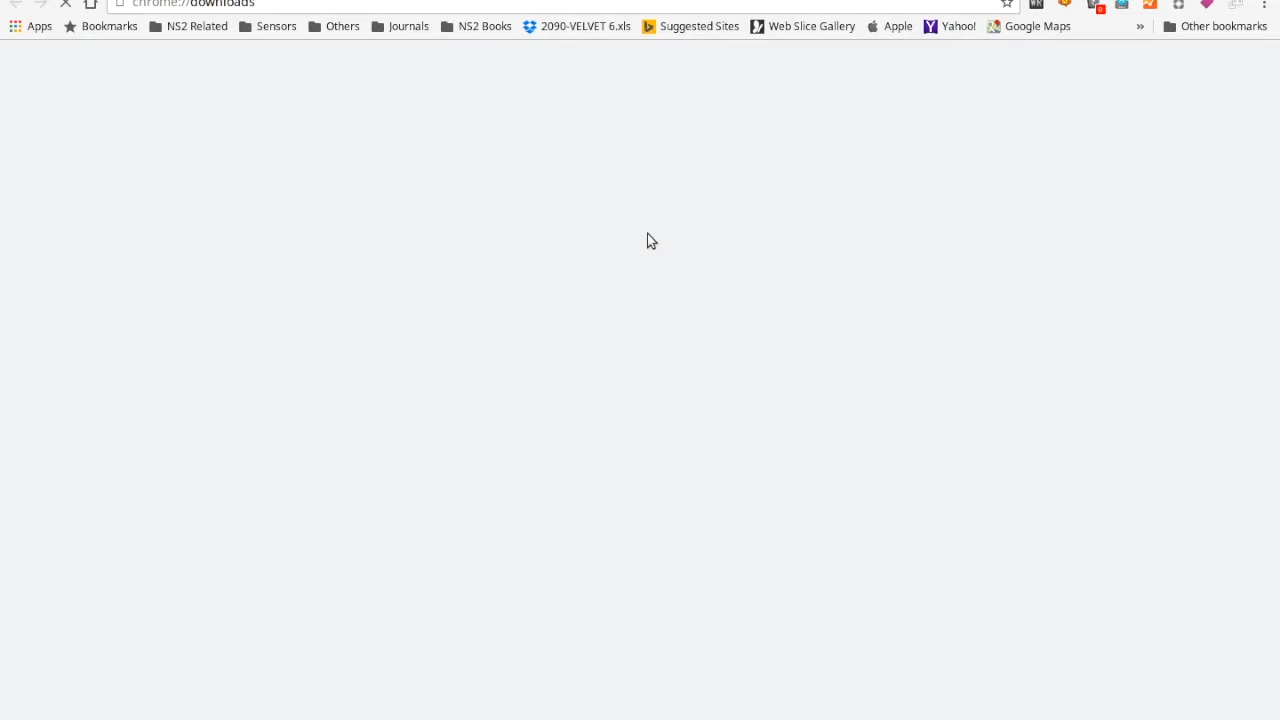 chrome://downloads
Apps Bookmarks NS2 Related Sensors Others Journals NS2 Books 2090-VELVET 6.xls Suggested Sites Web Slice Gallery Apple Yahoo! Google Maps » Other bookmarks